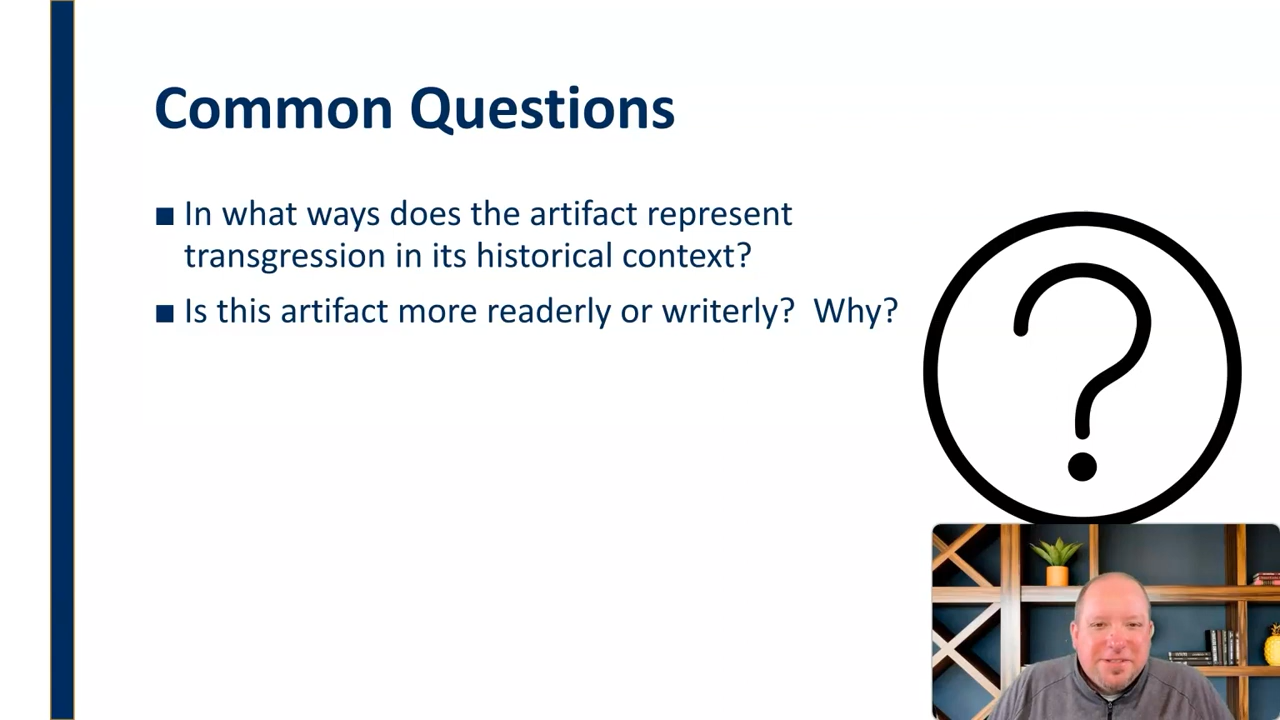 Common Questions
■ In what ways does the artifact represent
transgression in its historical context?
■ Is this artifact more readerly or writerly?  Why?
?